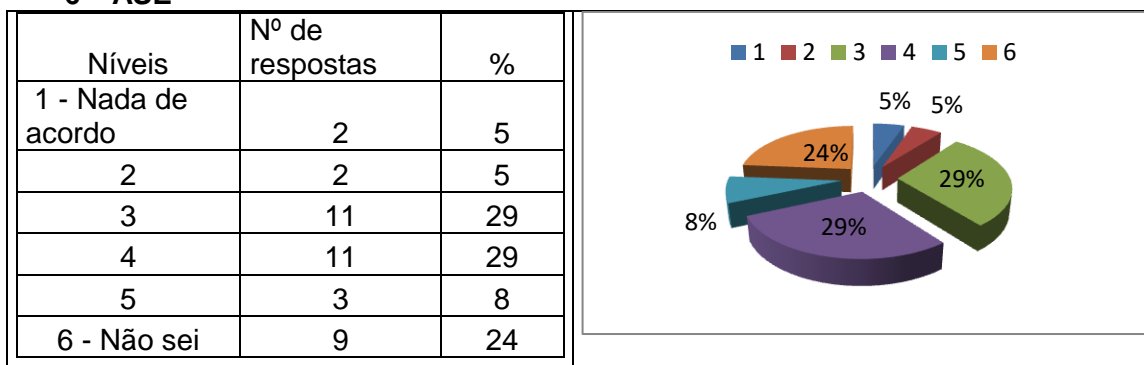 Níveis Nº de respostas %
1 - Nada de acordo 2 5
2 2 5
3 11 29
4 11 29
5 3 8
6 - Não sei 9 24
1 2 3 4 5 6
5% 5%
24%
29%
8%
29%